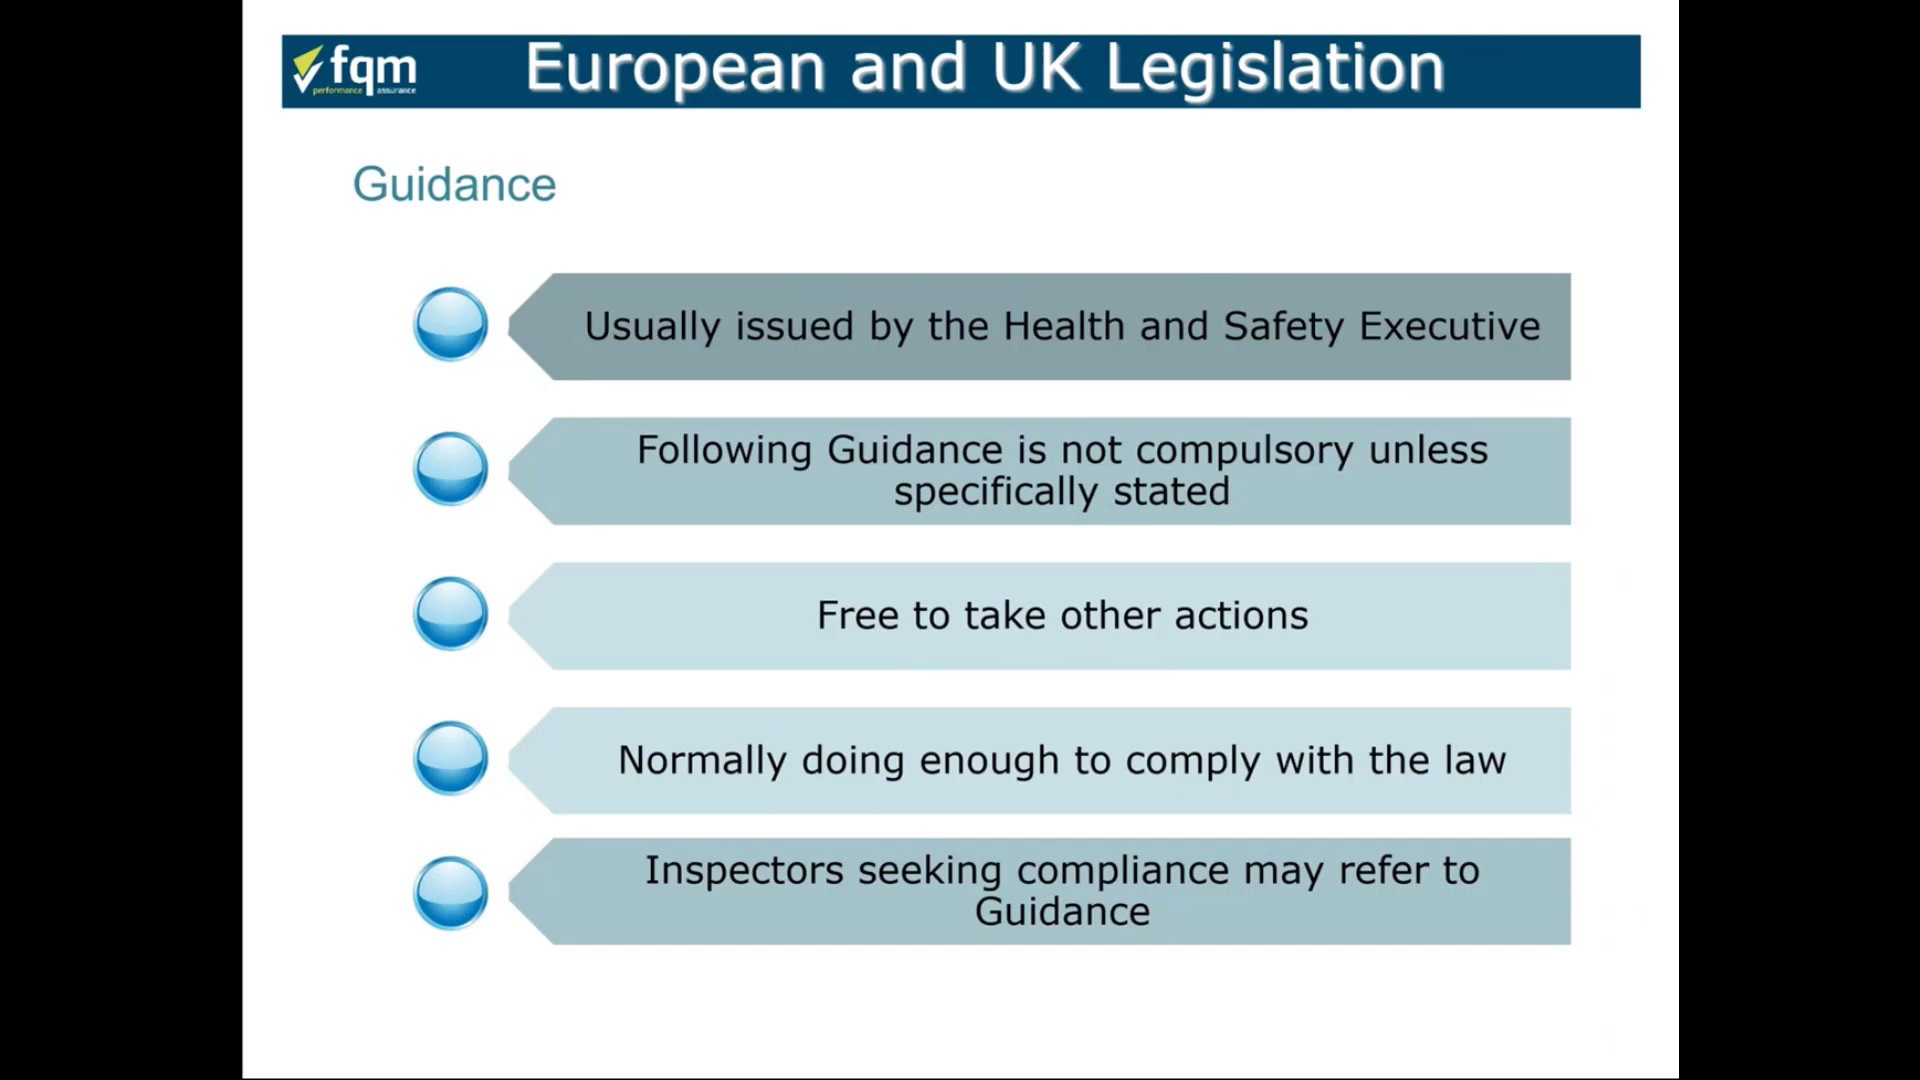 fqm
performance assurance
European and UK Legislation
Guidance
Usually issued by the Health and Safety Executive
Following Guidance is not compulsory unless
specifically stated
Free to take other actions
Normally doing enough to comply with the law
Inspectors seeking compliance may refer to
Guidance